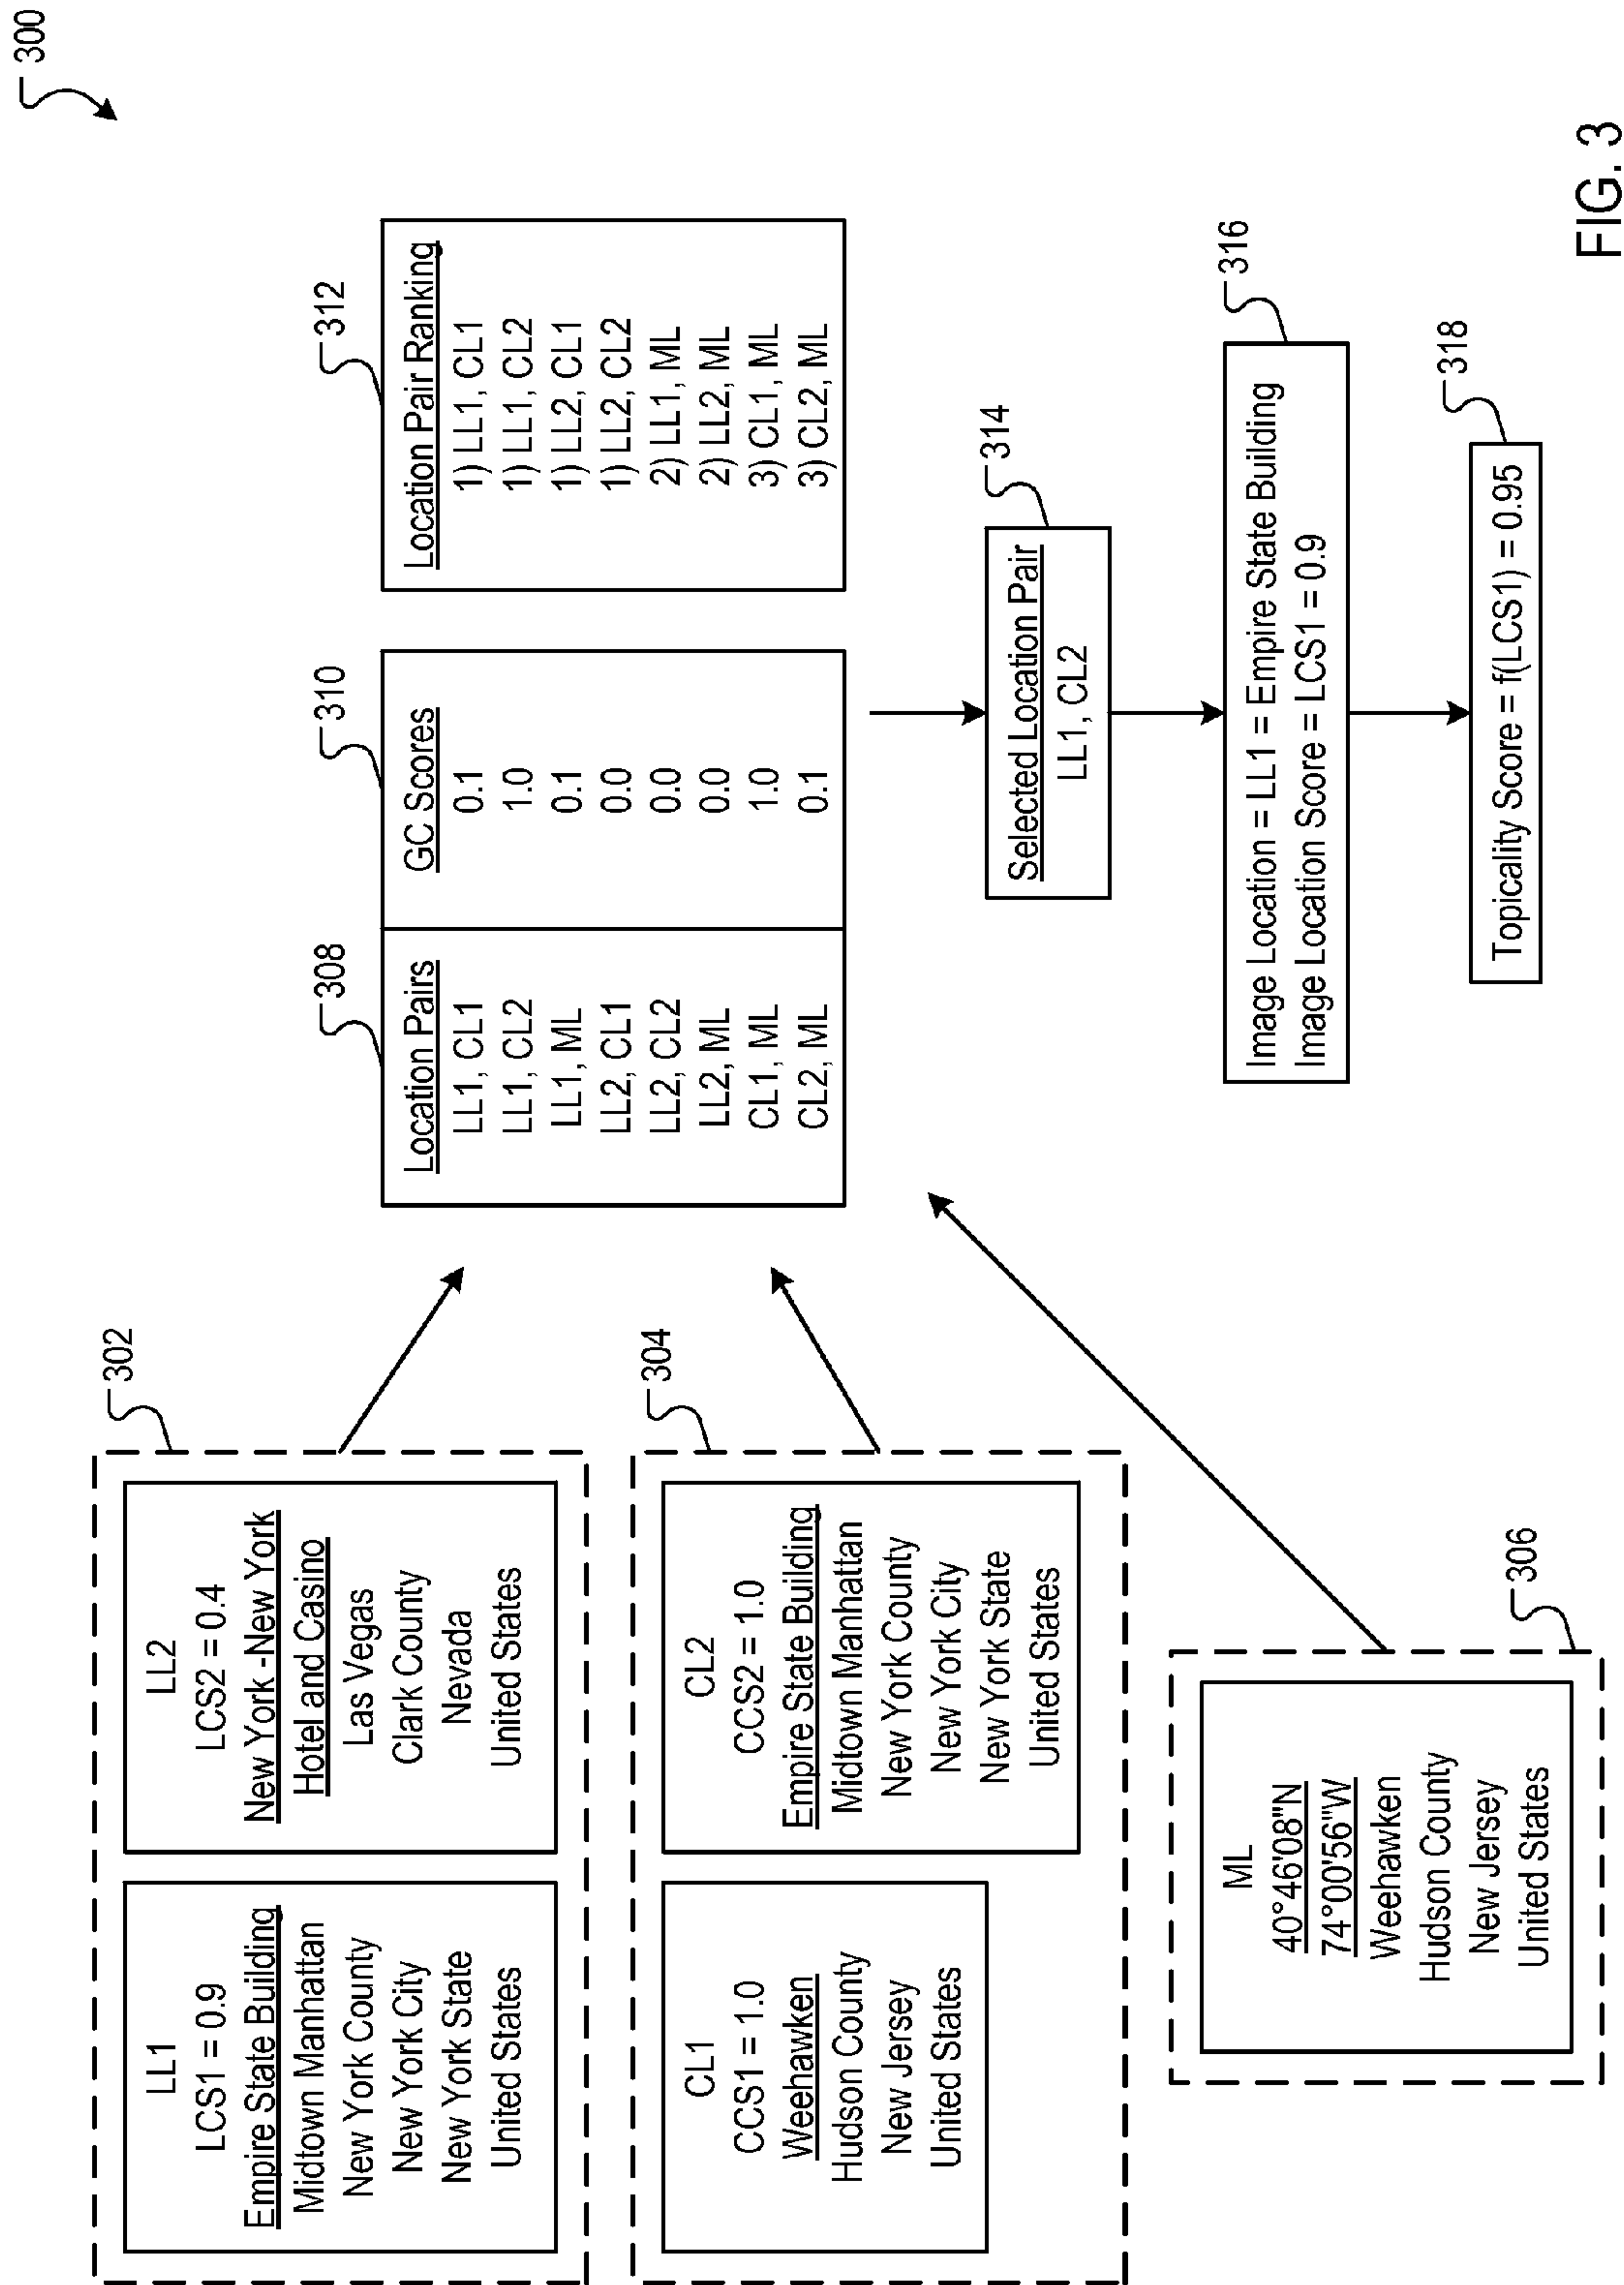 300
302
LL1
LCS1 = 0.9
Empire State Building
Midtown Manhattan
New York County
New York City
New York State
United States
LL2
LCS2 = 0.4
New York -New York
Hotel and Casino
Las Vegas
Clark County
Nevada
United States
304
CL1
CCS1 = 1.0
Weehawken
Hudson County
New Jersey
United States
CL2
CCS2 = 1.0
Empire State Building
Midtown Manhattan
New York County
New York City
New York State
United States
306
ML
40°46'08"N
74°00'56"W
Weehawken
Hudson County
New Jersey
United States
308
Location Pairs
LL1, CL1
LL1, CL2
LL1, ML
LL2, CL1
LL2, CL2
LL2, ML
CL1, ML
CL2, ML
310
GC Scores
0.1
1.0
0.1
0.0
0.0
0.0
1.0
0.1
312
Location Pair Ranking
1) LL1, CL1
1) LL1, CL2
1) LL2, CL1
1) LL2, CL2
2) LL1, ML
2) LL2, ML
3) CL1, ML
3) CL2, ML
314
Selected Location Pair
LL1, CL2
316
Image Location = LL1 = Empire State Building
Image Location Score = LCS1 = 0.9
318
Topicality Score = f(LCS1) = 0.95
FIG. 3